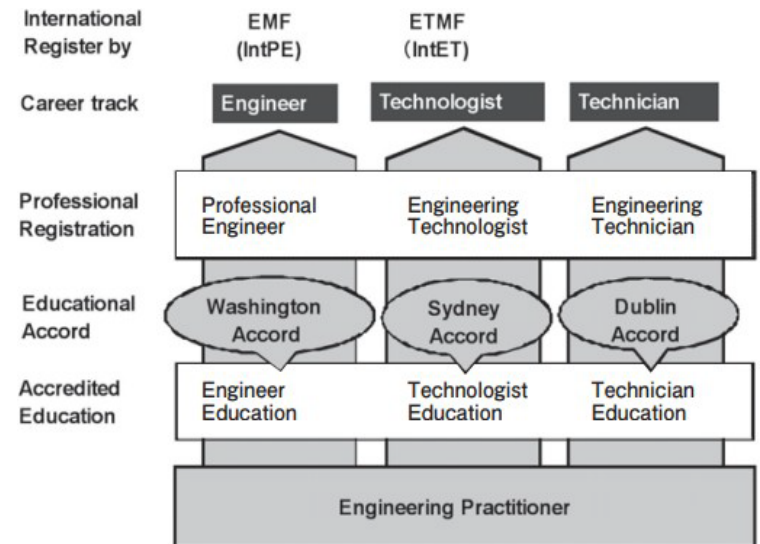 International EMF ETMF
Register by (IntPE) (IntET)
Career track Engineer Technologist Technician
Professional Professional Engineering Engineering
Registration Engineer Technologist Technician
Educational Washington Sydney Dublin
Accord Accord Accord Accord
Accredited Engineer Technologist Technician
Education Education Education Education
Engineering Practitioner